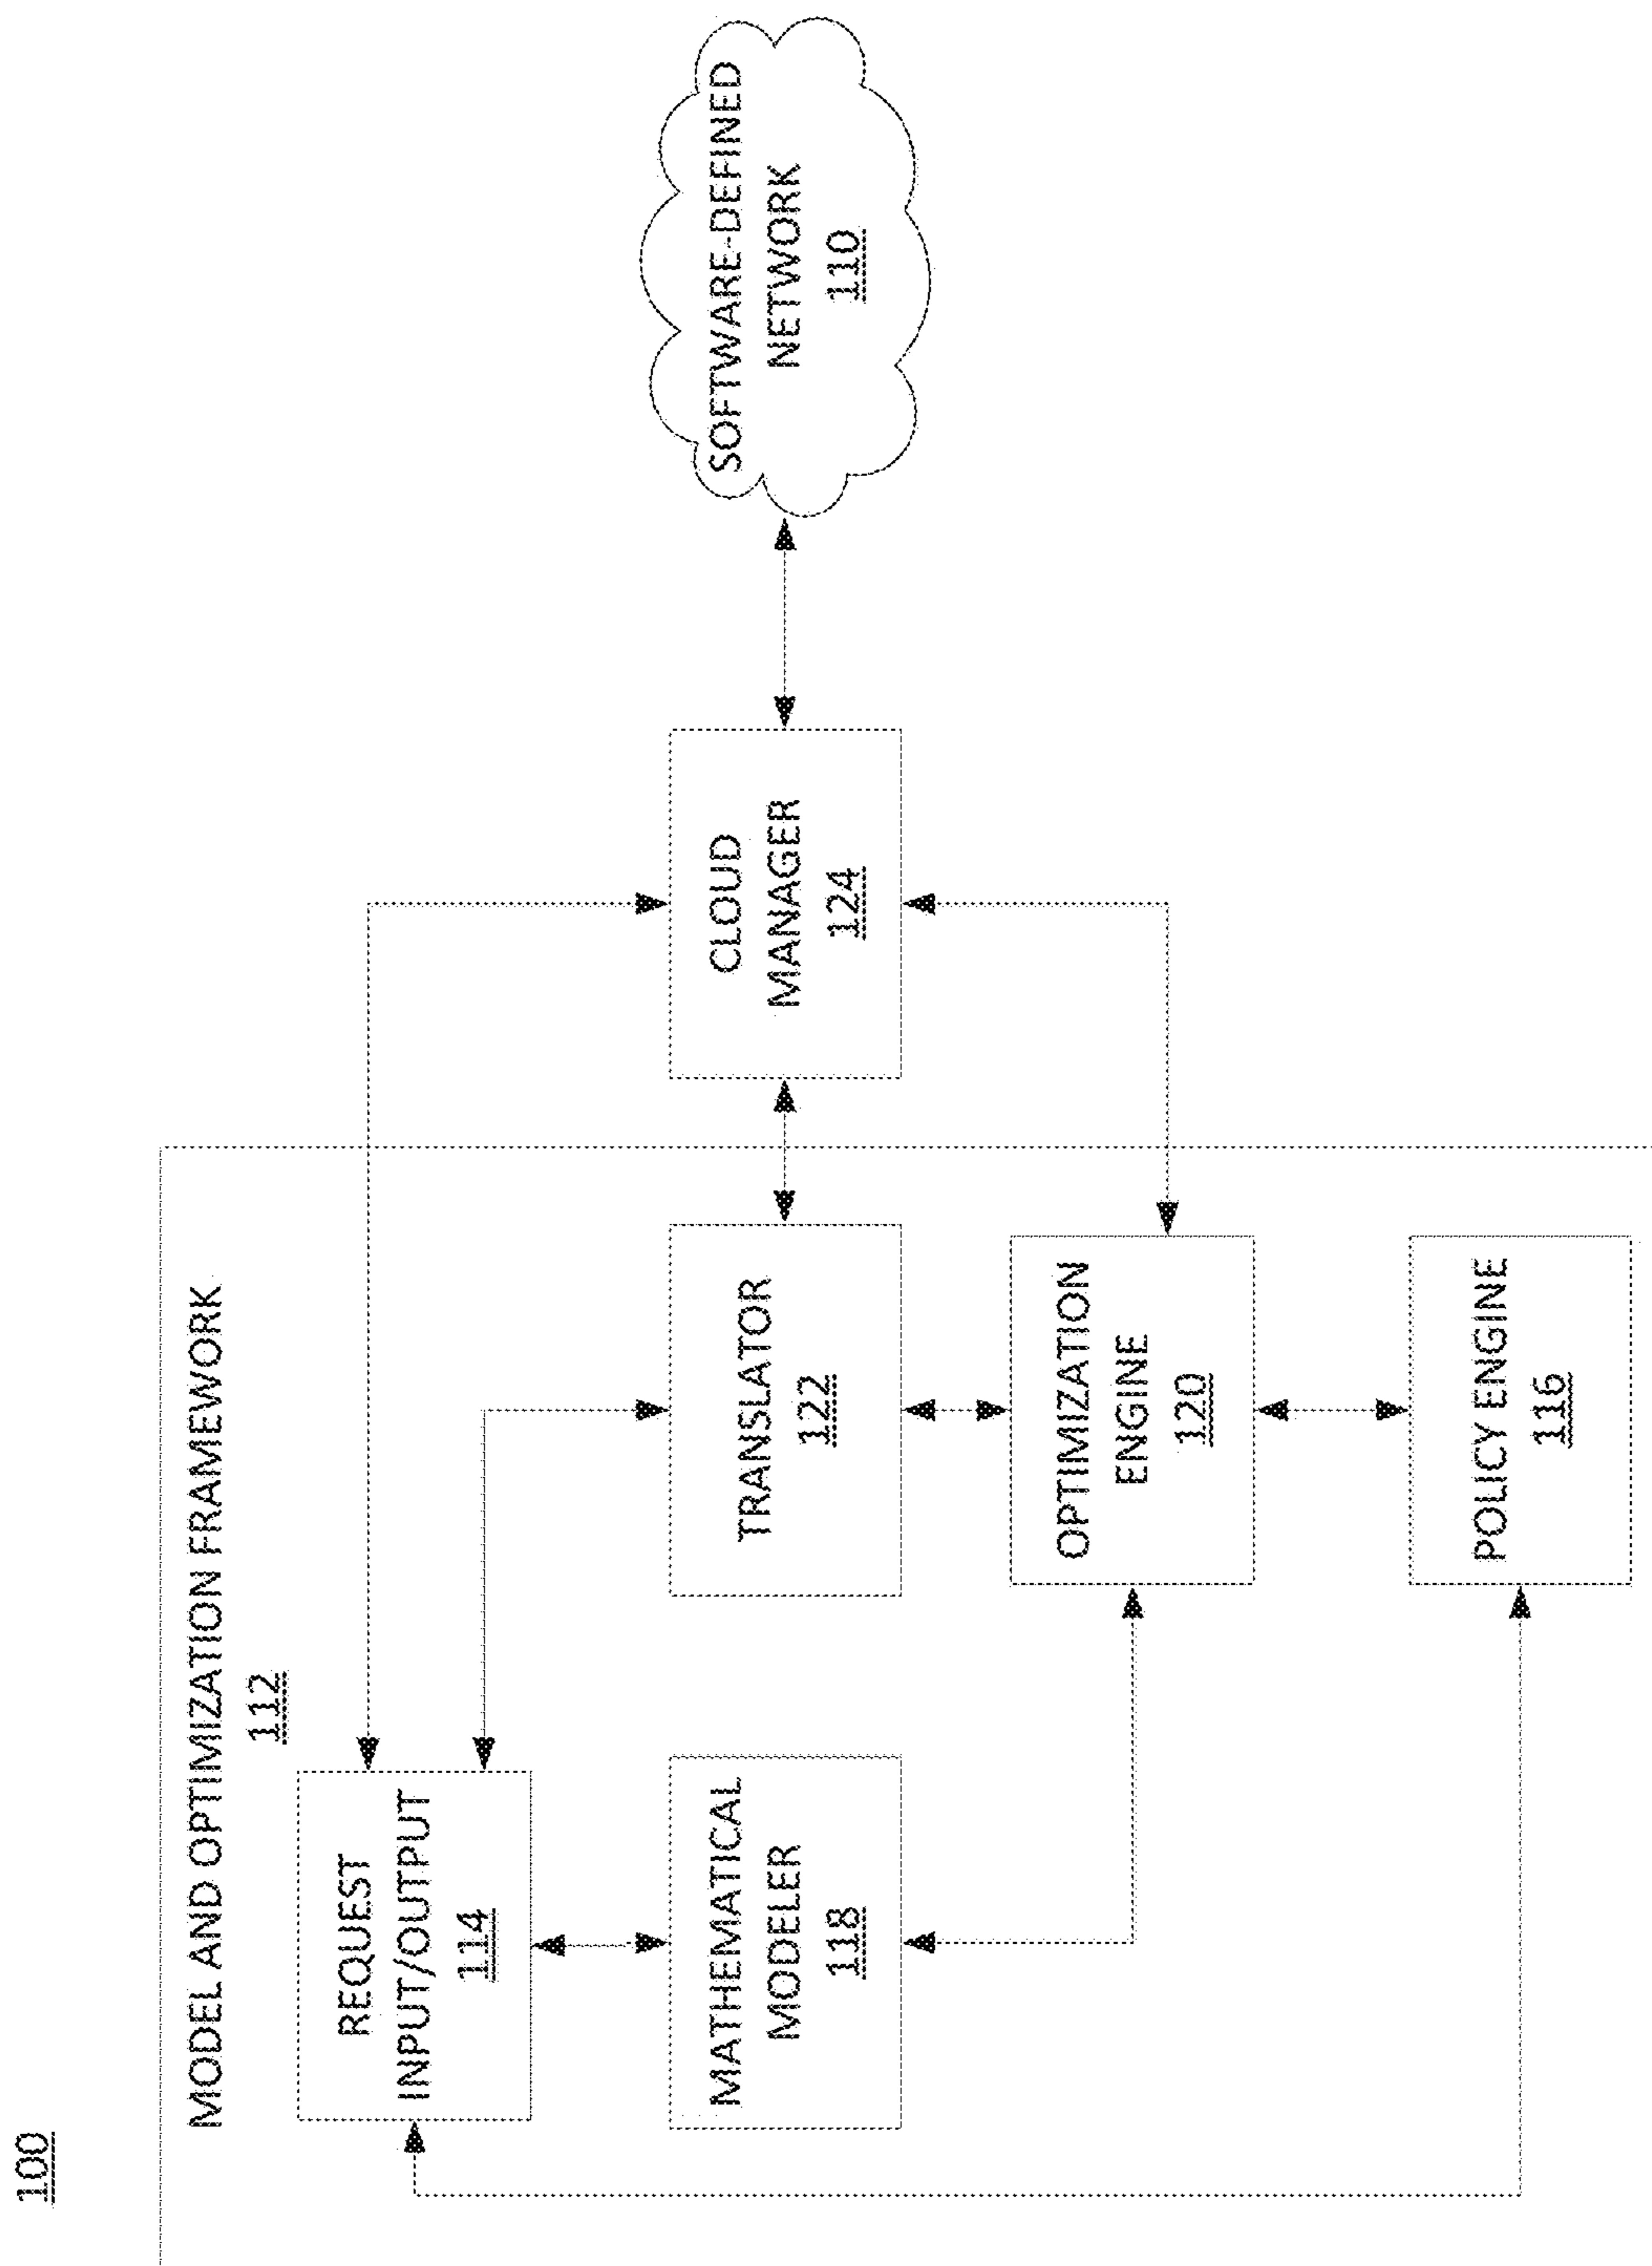 100
MODEL AND OPTIMIZATION FRAMEWORK
112
REQUEST
INPUT/OUTPUT
114
MATHEMATICAL
MODELER
118
TRANSLATOR
122
OPTIMIZATION
ENGINE
120
POLICY ENGINE
116
CLOUD
MANAGER
124
SOFTWARE-DEFINED
NETWORK
110